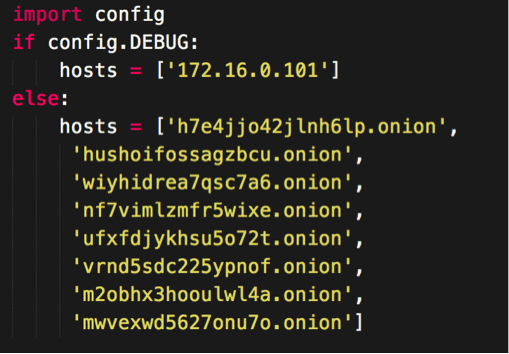 import config
if config.DEBUG:
    hosts = ['172.16.0.101']
else:
    hosts = ['h7e4jjo42jlnh6lp.onion',
     'hushoifossagzbcu.onion',
     'wiyhidrea7qsc7a6.onion',
     'nf7vimlzmfr5wixe.onion',
     'ufxfdjykhsu5o72t.onion',
     'vrnd5sdc225ypnof.onion',
     'm2obhx3hooulwl4a.onion',
     'mwvexwd5627onu7o.onion']